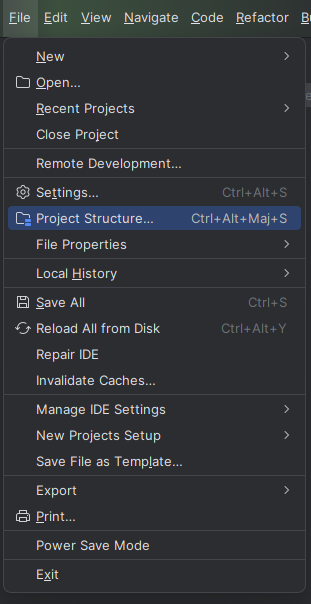 File Edit View Navigate Code Refactor
New
Open...
Recent Projects
Close Project
Remote Development...
Settings... Ctrl+Alt+S
Project Structure... Ctrl+Alt+Maj+S
File Properties
Local History
Save All Ctrl+S
Reload All from Disk Ctrl+Alt+Y
Repair IDE
Invalidate Caches...
Manage IDE Settings
New Projects Setup
Save File as Template...
Export
Print...
Power Save Mode
Exit